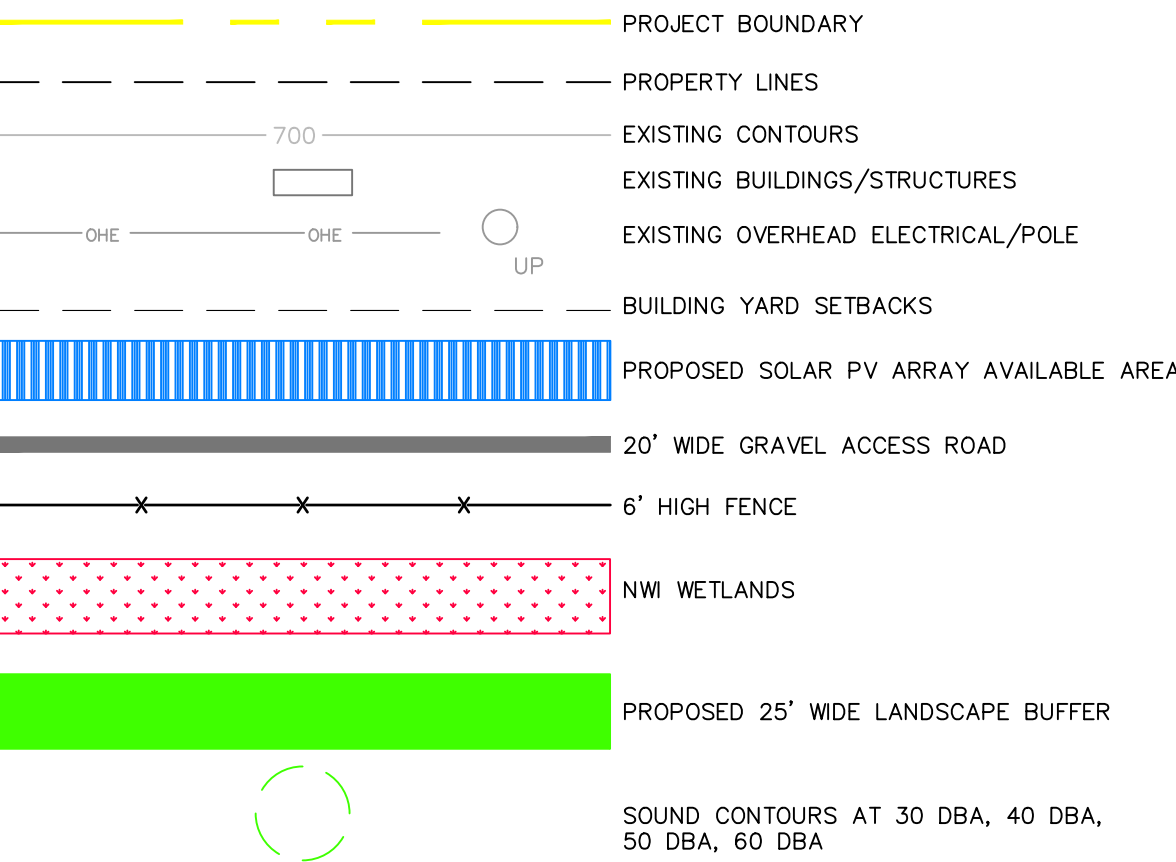 PROJECT BOUNDARY
PROPERTY LINES
700 EXISTING CONTOURS
EXISTING BUILDINGS/STRUCTURES
OHE OHE EXISTING OVERHEAD ELECTRICAL/POLE
UP
BUILDING YARD SETBACKS
PROPOSED SOLAR PV ARRAY AVAILABLE AREA
20' WIDE GRAVEL ACCESS ROAD
6' HIGH FENCE
NWI WETLANDS
PROPOSED 25' WIDE LANDSCAPE BUFFER
SOUND CONTOURS AT 30 DBA, 40 DBA,
50 DBA, 60 DBA